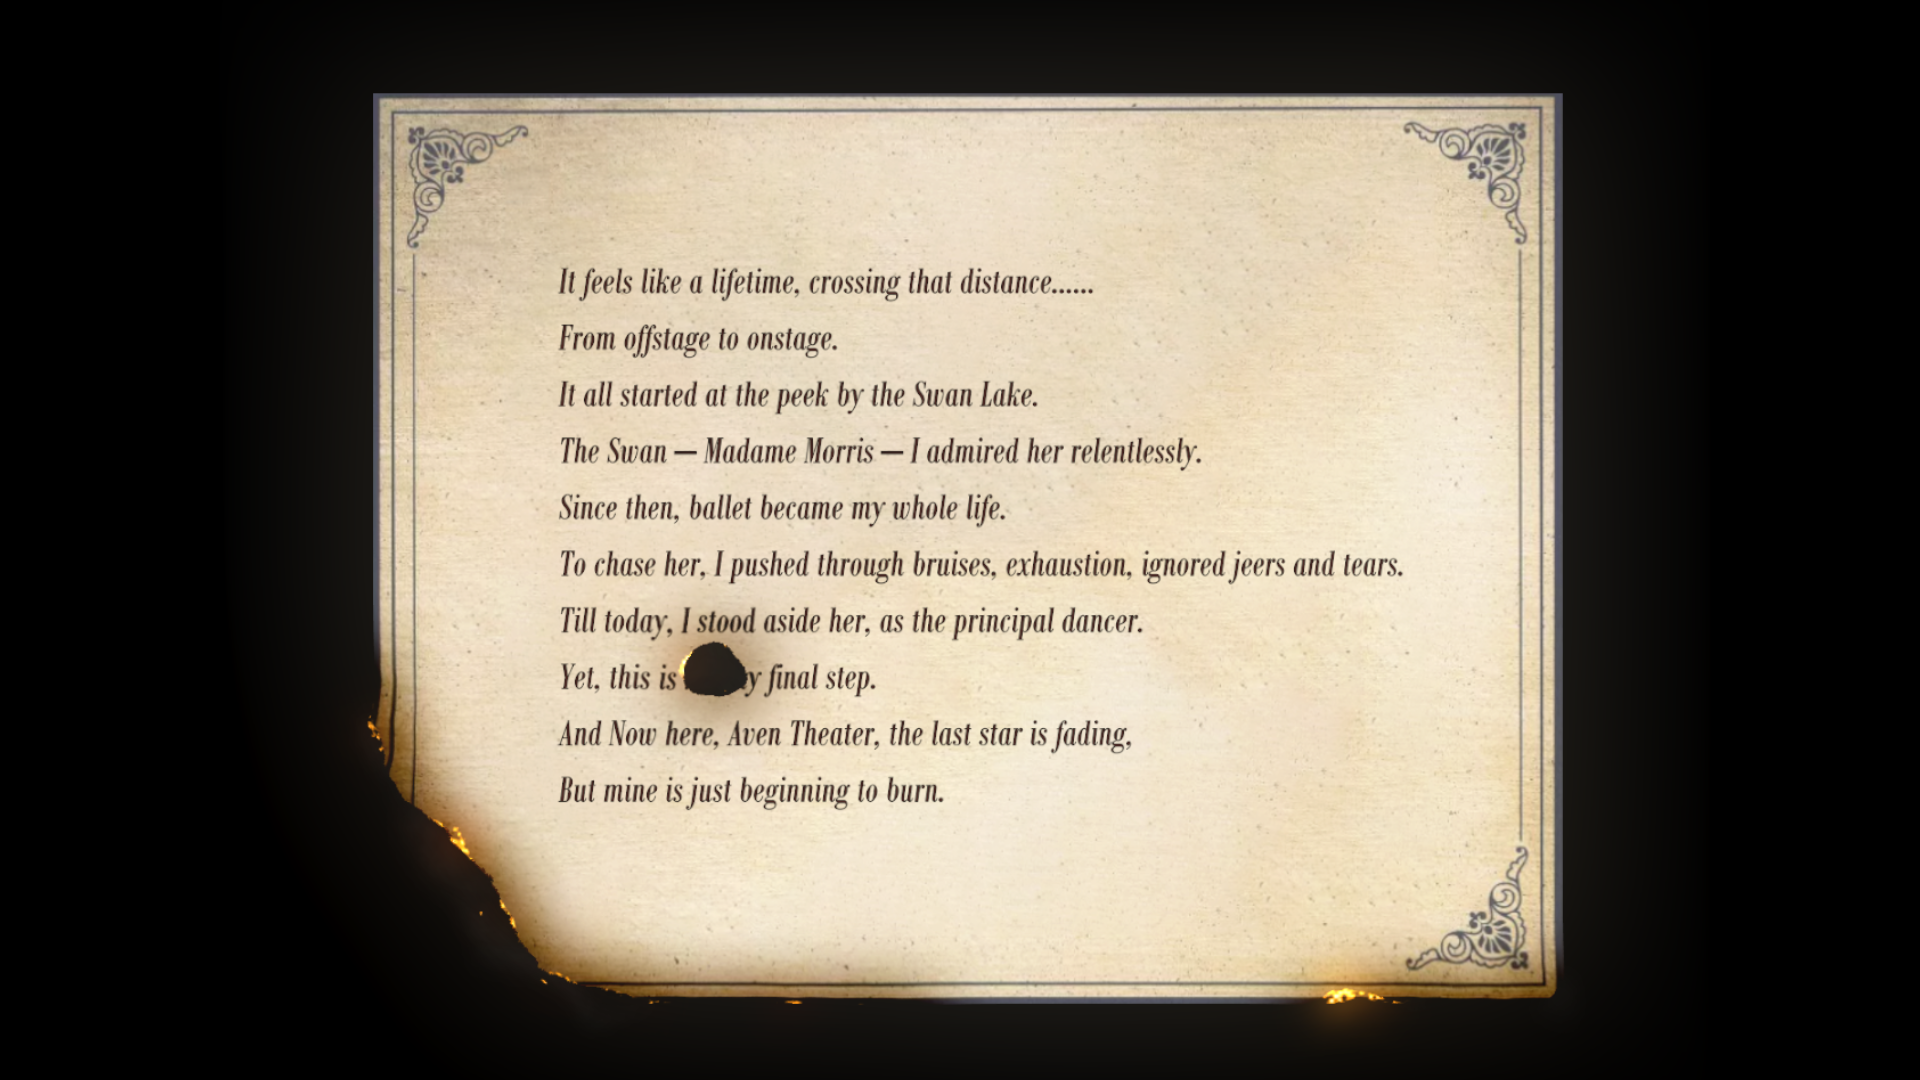 It feels like a lifetime, crossing that distance......
From offstage to onstage.
It all started at the peek by the Swan Lake.
The Swan — Madame Morris — I admired her relentlessly.
Since then, ballet became my whole life.
To chase her, I pushed through bruises, exhaustion, ignored jeers and tears.
Till today, I stood aside her, as the principal dancer.
Yet, this is final step.
And Now here, Aven Theater, the last star is fading,
But mine is just beginning to burn.